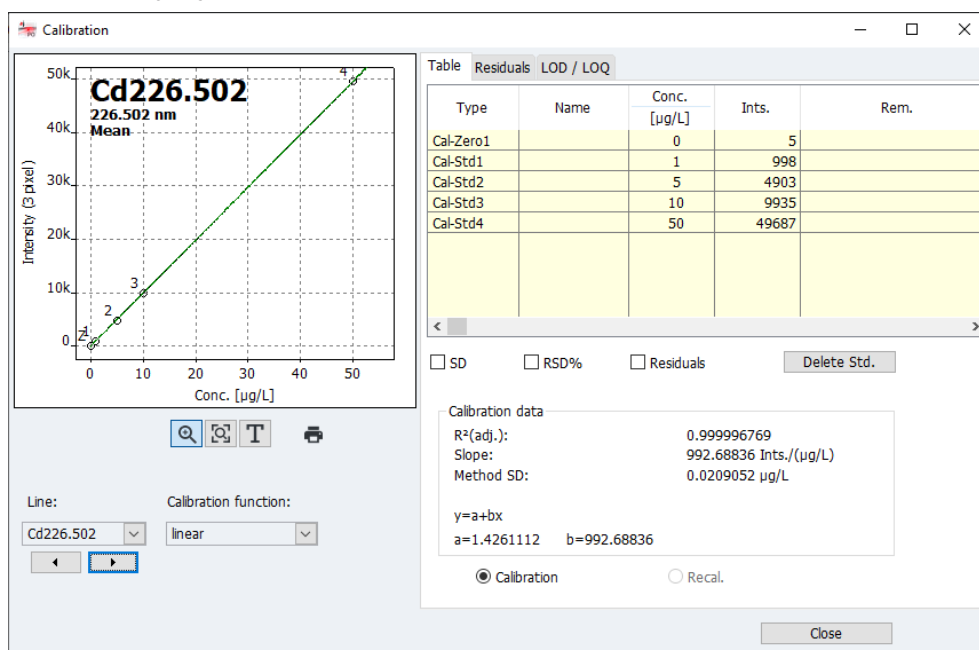 Calibration
50k
40k
30k
20k
10k
0
Intensity (3 pixel)
Cd226.502
226.502 nm
Mean
Z
1
2
3
4
0 10 20 30 40 50
Conc. [µg/L]
Line:
Calibration function:
Cd226.502
linear
Table Residuals LOD / LOQ
Type Name Conc. [µg/L] Ints. Rem.
Cal-Zero1 0 5
Cal-Std1 1 998
Cal-Std2 5 4903
Cal-Std3 10 9935
Cal-Std4 50 49687
SD RSD% Residuals Delete Std.
Calibration data
R²(adj.): 0.999996769
Slope: 992.68836 Ints./(µg/L)
Method SD: 0.0209052 µg/L
y=a+bx
a=1.4261112 b=992.68836
Calibration Recal.
Close